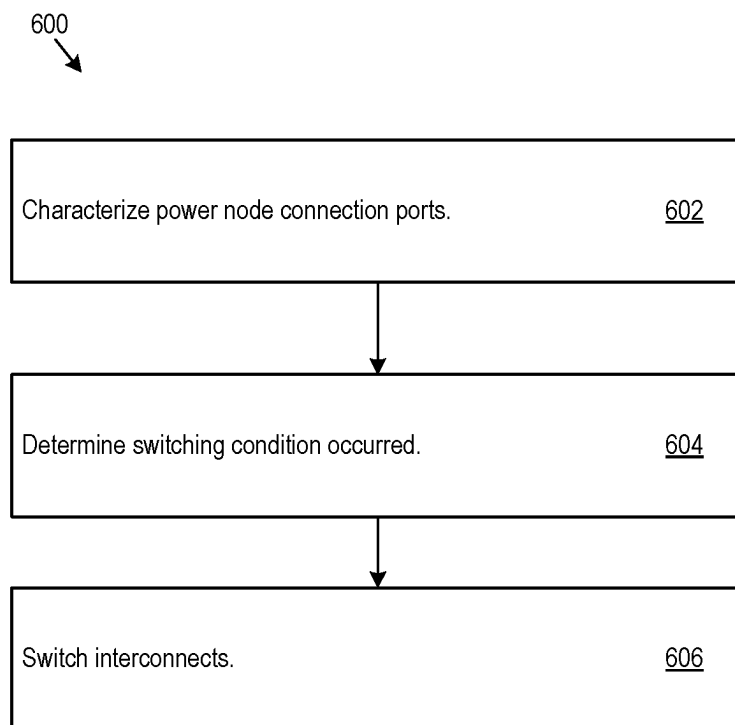 600
Characterize power node connection ports. 602
Determine switching condition occurred. 604
Switch interconnects. 606